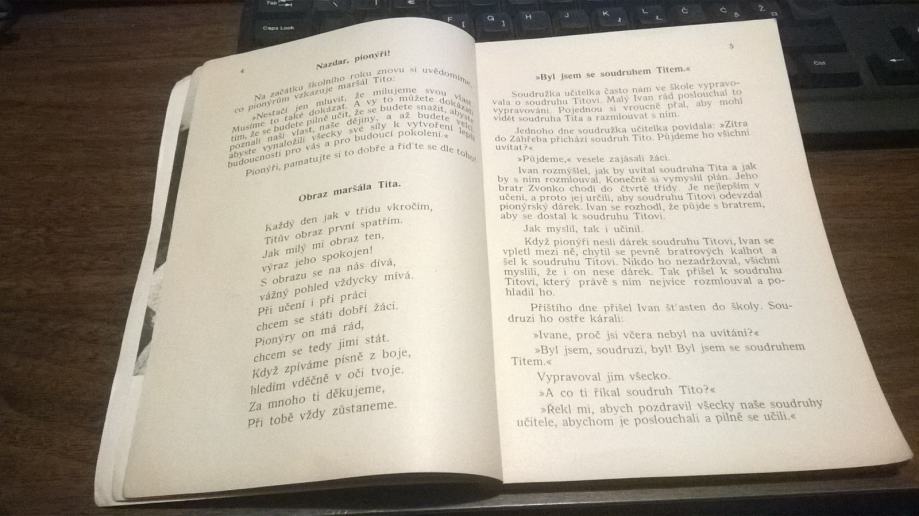 Tab
Caps Look
F
G
H
J
K
L
Č
Ž
Ctrl
4
Nazdar, pionýři!
Na začátku školního roku znovu si uvědomíme,
co pionýrům vzkazuje maršál Tito:
»Nestačí jen mluvit, že milujeme svou vlast.
Musíme to také dokázat. A vy to můžete dokázati
tím, že se budete pilně učit, že se budete snažit, abyste
poznali naši vlast, naše dějiny, a až budete velcí,
abyste vynaložili všecky své síly k vytvoření lepší
budoucnosti pro vás a pro budoucí pokolení.«
Pionýři, pamatujte si to dobře a řiďte se dle toho!
Obraz maršála Tita.
Každý den jak v třídu vkročím,
Titův obraz první spatřím.
Jak milý mi obraz ten,
výraz jeho spokojen!
S obrazu se na nás dívá,
vážný pohled vždycky mívá.
Při učení i při práci
chcem se státi dobří žáci.
Pionýry on má rád,
chcem se tedy jimi stát.
Když zpíváme písně z boje,
hledím vděčně v oči tvoje.
Za mnoho ti děkujeme,
Při tobě vždy zůstaneme.
5
»Byl jsem se soudruhem Titem.«
Soudružka učitelka často nám ve škole vypravo-
vala o soudruhu Titovi. Malý Ivan rád poslouchal to
vypravování. Pojednou si vroucně přal, aby mohl
vidět soudruha Tita a razmlouvat s ním.
Jednoho dne soudružka učitelka povídala: »Zítra
do Záhřeba přichází soudruh Tito. Půjdeme ho všichni
uvítat?«
»Půjdeme,« vesele zajásali žáci.
Ivan rozmýšlel, jak by uvítal soudruha Tita a jak
by s ním rozmlouval. Konečně si vymyslil plán. Jeho
bratr Zvonko chodí do čtvrté třídy. Je nejlepším v
učení, a proto jej určili, aby soudruhu Titovi odevzdal
pionýrský dárek. Ivan se rozhodl, že půjde s bratrem,
aby se dostal k soudruhu Titovi.
Jak myslil, tak i učinil.
Když pionýři nesli dárek soudruhu Titovi, Ivan se
vpletl mezi ně, chytil se pevně bratrových kalhot a
šel k soudruhu Titovi. Nikdo ho nezadržoval, všichni
myslili, že i on nese dárek. Tak přišel k soudruhu
Titovi, který právě s ním nejvíce rozmlouval a po-
hladil ho.
Příštího dne přišel Ivan šťasten do školy. Sou-
druzi ho ostře kárali:
»Ivane, proč jsi včera nebyl na uvítání?«
»Byl jsem, soudruzi, byl! Byl jsem se soudruhem
Titem.«
Vypravoval jim všecko.
»A co ti říkal soudruh Tito?«
»Řekl mi, abych pozdravil všecky naše soudruhy
učitele, abychom je poslouchali a pilně se učili.«